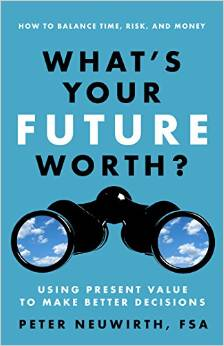 HOW TO BALANCE TIME, RISK, AND MONEY
WHAT'S
YOUR
FUTURE
WORTH?
USING PRESENT VALUE
TO MAKE BETTER DECISIONS
PETER NEUWIRTH, FSA